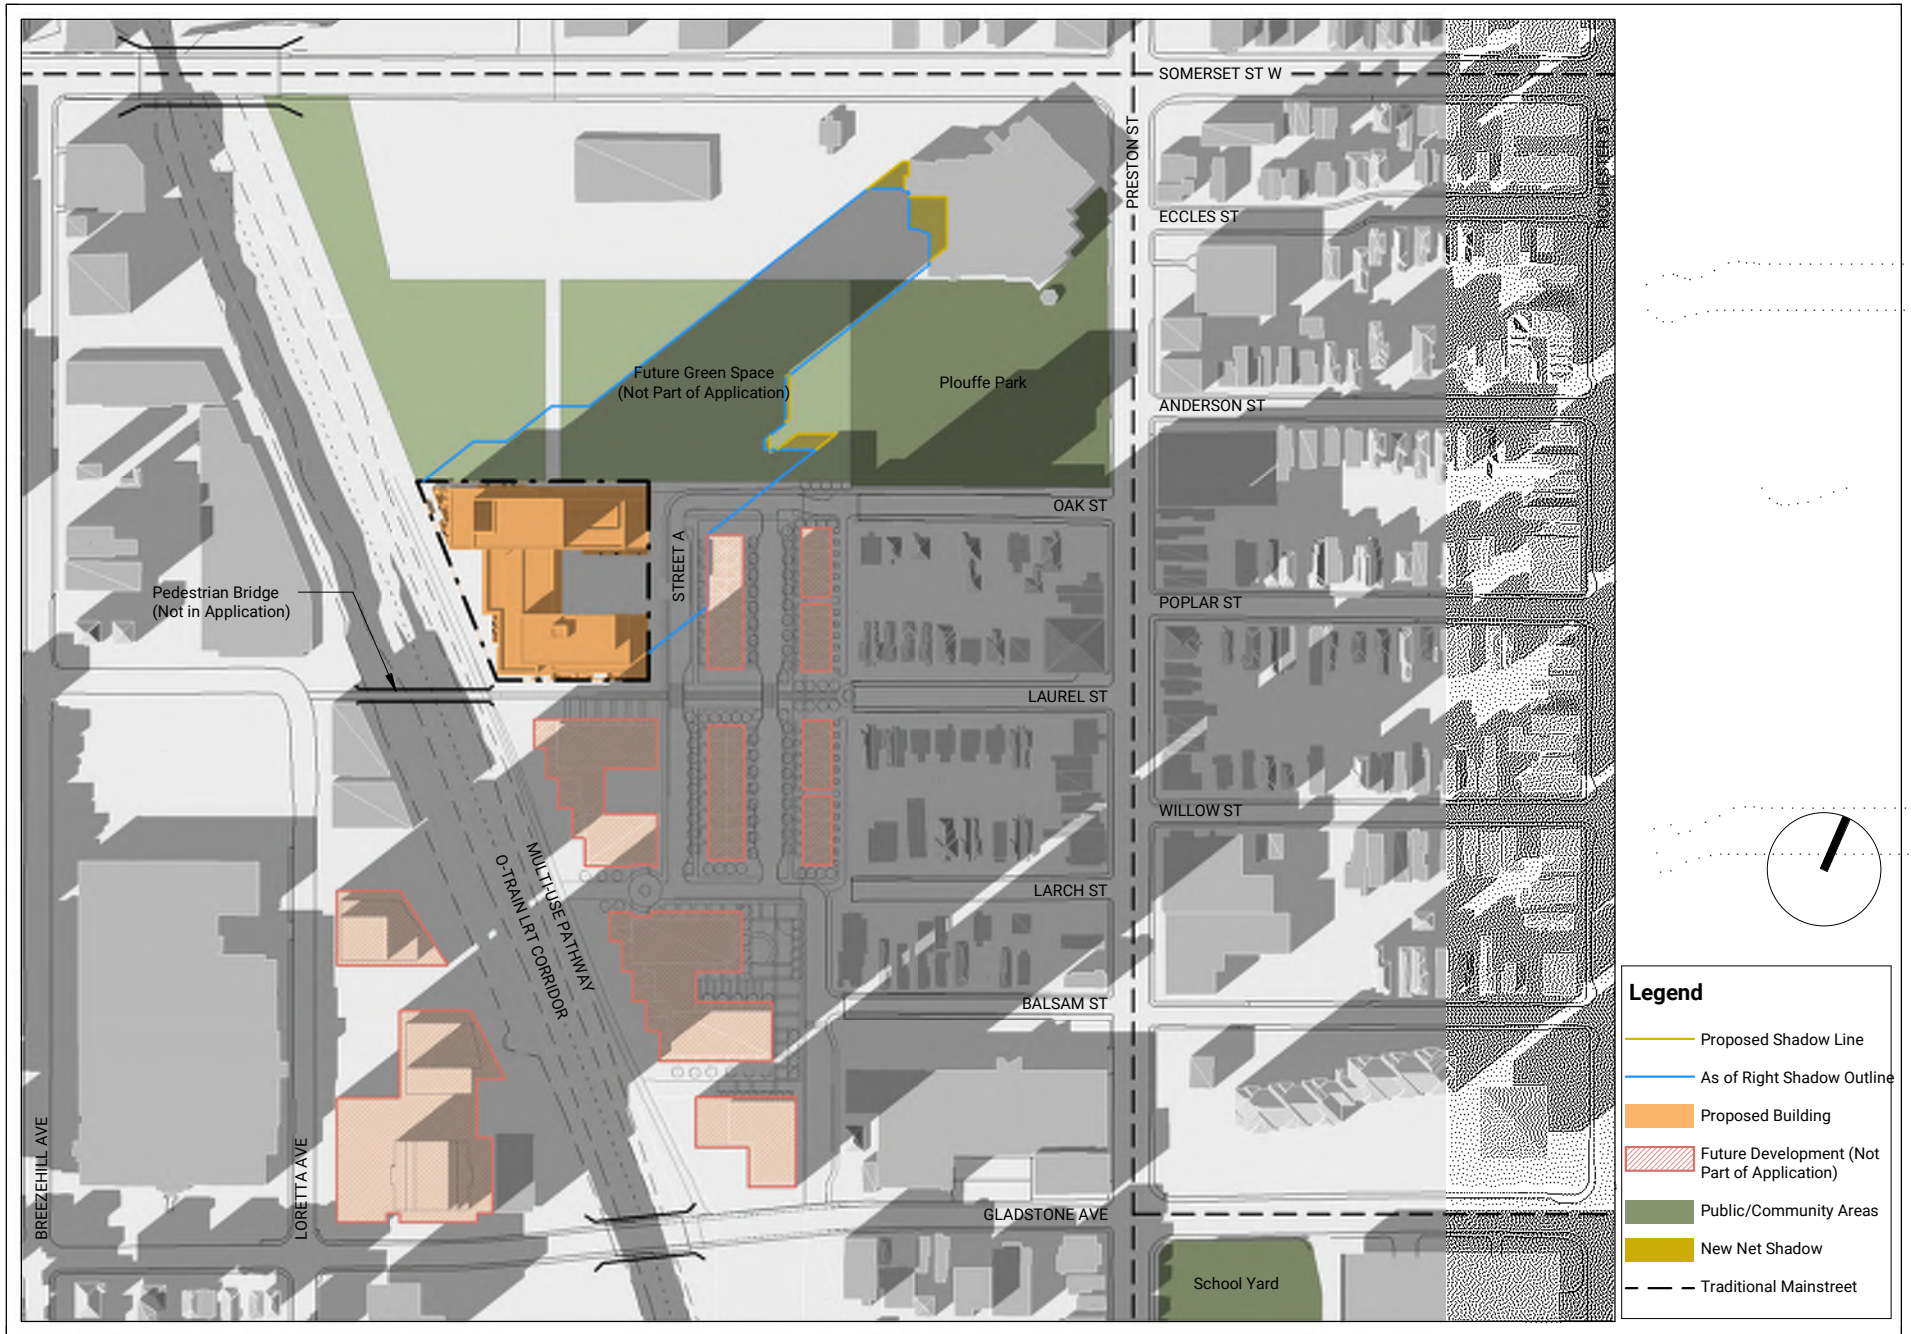 SOMERSET ST W
PRESTON ST
ROCHESTER ST
ECCLES ST
Future Green Space
(Not Part of Application)
Plouffe Park
ANDERSON ST
OAK ST
STREET A
Pedestrian Bridge
(Not in Application)
POPLAR ST
LAUREL ST
WILLOW ST
MULTI-USE PATHWAY
O-TRAIN LRT CORRIDOR
LARCH ST
BALSAM ST
BREEZEHILL AVE
LORETTA AVE
GLADSTONE AVE
School Yard
Legend
Proposed Shadow Line
As of Right Shadow Outline
Proposed Building
Future Development (Not
Part of Application)
Public/Community Areas
New Net Shadow
Traditional Mainstreet